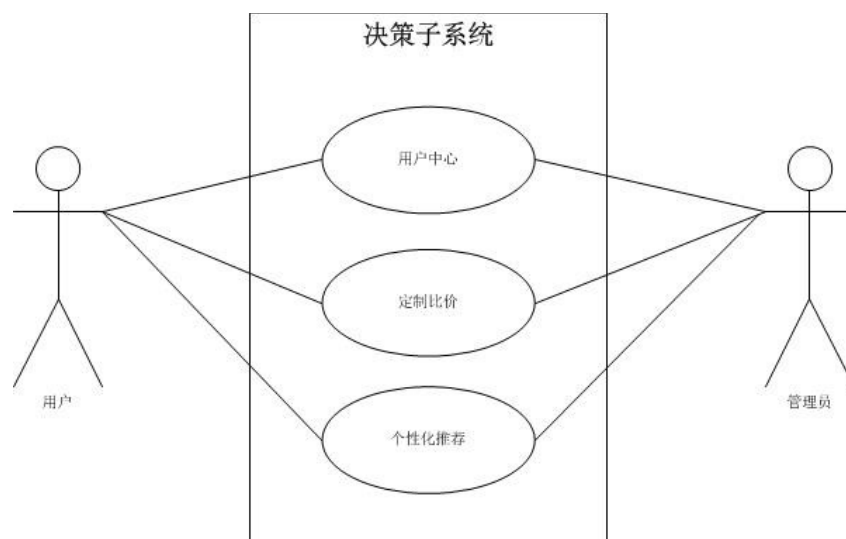 决策子系统
用户中心
定制比价
用户
管理员
个性化推荐